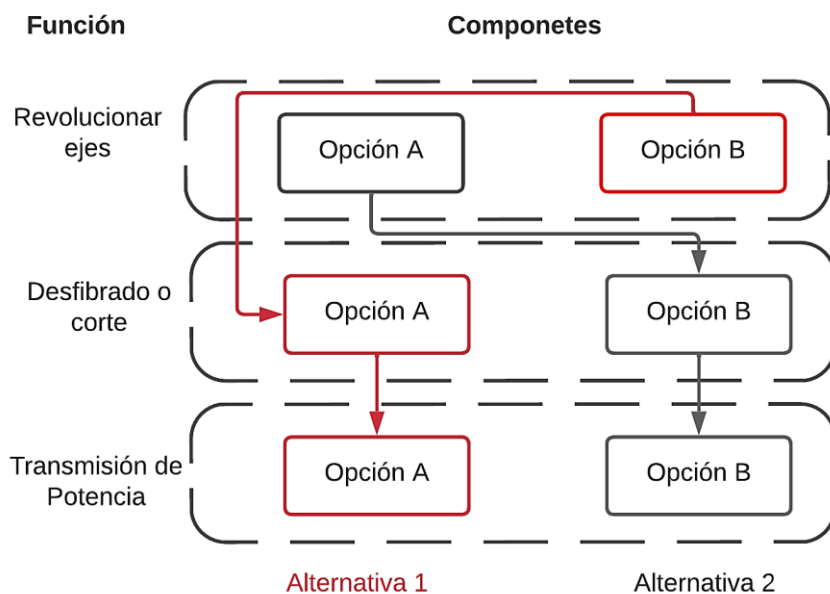 Función
Componetes
Revolucionar
ejes
Opción A
Opción B
Desfibrado o
corte
Opción A
Opción B
Transmisión de
Potencia
Opción A
Opción B
Alternativa 1
Alternativa 2